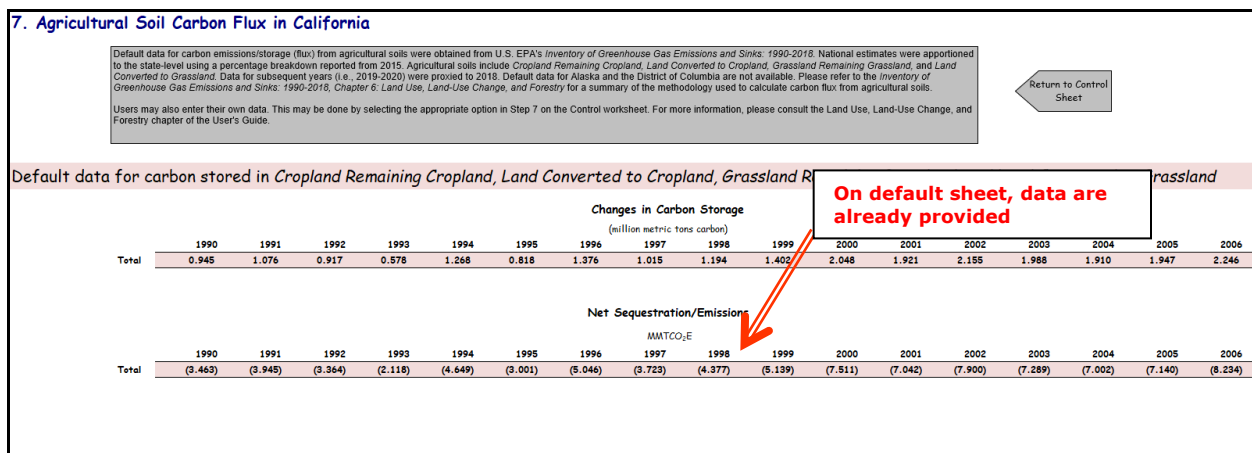 7. Agricultural Soil Carbon Flux in California
Default data for carbon emissions/storage (flux) from agricultural soils were obtained from U.S. EPA's Inventory of Greenhouse Gas Emissions and Sinks: 1990-2018. National estimates were apportioned
to the state-level using a percentage breakdown reported from 2015. Agricultural soils include Cropland Remaining Cropland, Land Converted to Cropland, Grassland Remaining Grassland, and Land
Converted to Grassland. Data for subsequent years (i.e., 2019-2020) were proxied to 2018. Default data for Alaska and the District of Columbia are not available. Please refer to the Inventory of
Greenhouse Gas Emissions and Sinks: 1990-2018, Chapter 6: Land Use, Land-Use Change, and Forestry for a summary of the methodology used to calculate carbon flux from agricultural soils.
Users may also enter their own data. This may be done by selecting the appropriate option in Step 7 on the Control worksheet. For more information, please consult the Land Use, Land-Use Change, and
Forestry chapter of the User's Guide.
Return to Control
Sheet
Default data for carbon stored in Cropland Remaining Cropland, Land Converted to Cropland, Grassland R rassland
On default sheet, data are
already provided
Changes in Carbon Storage
(million metric tons carbon)
1990 1991 1992 1993 1994 1995 1996 1997 1998 1999 2000 2001 2002 2003 2004 2005 2006
Total 0.945 1.076 0.917 0.578 1.268 0.818 1.376 1.015 1.194 1.402 2.048 1.921 2.155 1.988 1.910 1.947 2.246
Net Sequestration/Emissions
MMTCO₂E
1990 1991 1992 1993 1994 1995 1996 1997 1998 1999 2000 2001 2002 2003 2004 2005 2006
Total (3.463) (3.945) (3.364) (2.118) (4.649) (3.001) (5.046) (3.723) (4.377) (5.139) (7.511) (7.042) (7.900) (7.289) (7.002) (7.140) (8.234)